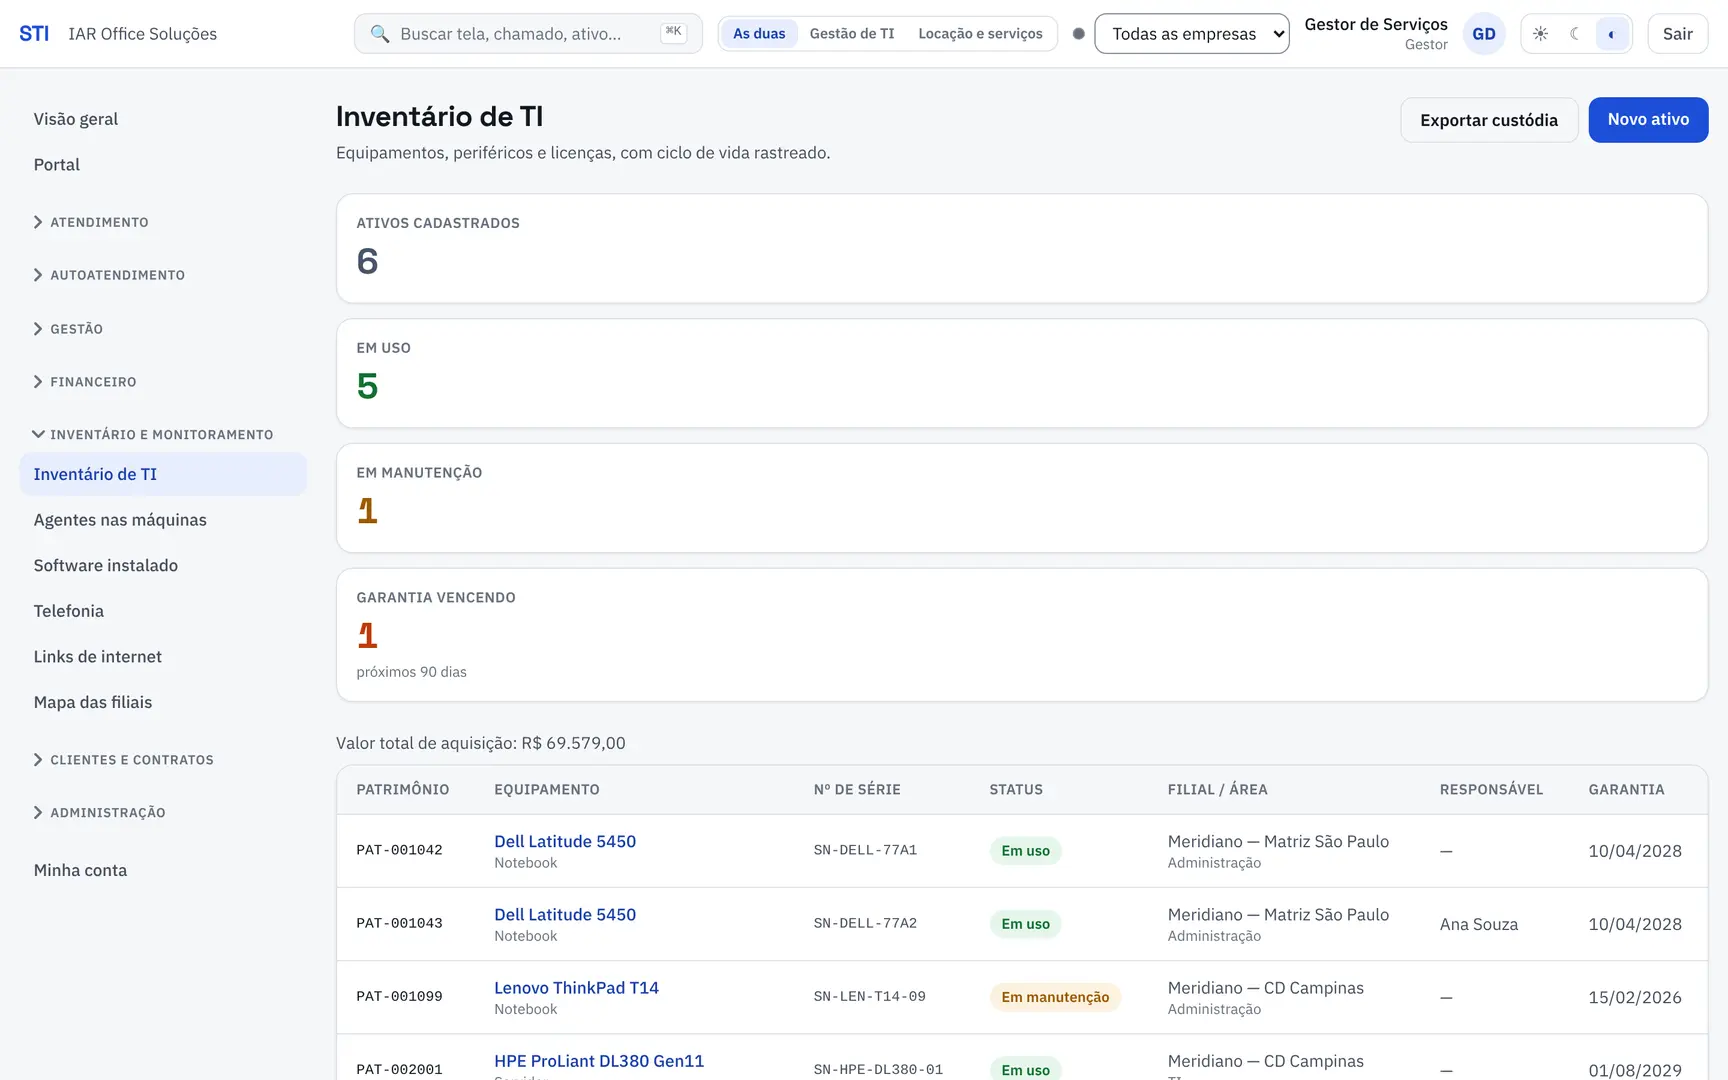 STI IAR Office Soluções
Buscar tela, chamado, ativo... ⌘K
As duas Gestão de TI Locação e serviços
Todas as empresas
Gestor de Serviços
Gestor
GD
Sair
Visão geral
Portal
ATENDIMENTO
AUTOATENDIMENTO
GESTÃO
FINANCEIRO
INVENTÁRIO E MONITORAMENTO
Inventário de TI
Agentes nas máquinas
Software instalado
Telefonia
Links de internet
Mapa das filiais
CLIENTES E CONTRATOS
ADMINISTRAÇÃO
Minha conta
Inventário de TI
Equipamentos, periféricos e licenças, com ciclo de vida rastreado.
Exportar custódia
Novo ativo
ATIVOS CADASTRADOS
6
EM USO
5
EM MANUTENÇÃO
1
GARANTIA VENCENDO
1
próximos 90 dias
Valor total de aquisição: R$ 69.579,00
PATRIMÔNIO EQUIPAMENTO Nº DE SÉRIE STATUS FILIAL / ÁREA RESPONSÁVEL GARANTIA
PAT-001042 Dell Latitude 5450 SN-DELL-77A1 Em uso Meridiano — Matriz São Paulo — 10/04/2028
Notebook Administração
PAT-001043 Dell Latitude 5450 SN-DELL-77A2 Em uso Meridiano — Matriz São Paulo Ana Souza 10/04/2028
Notebook Administração
PAT-001099 Lenovo ThinkPad T14 SN-LEN-T14-09 Em manutenção Meridiano — CD Campinas — 15/02/2026
Notebook Administração
PAT-002001 HPE ProLiant DL380 Gen11 SN-HPE-DL380-01 Em uso Meridiano — CD Campinas — 01/08/2029